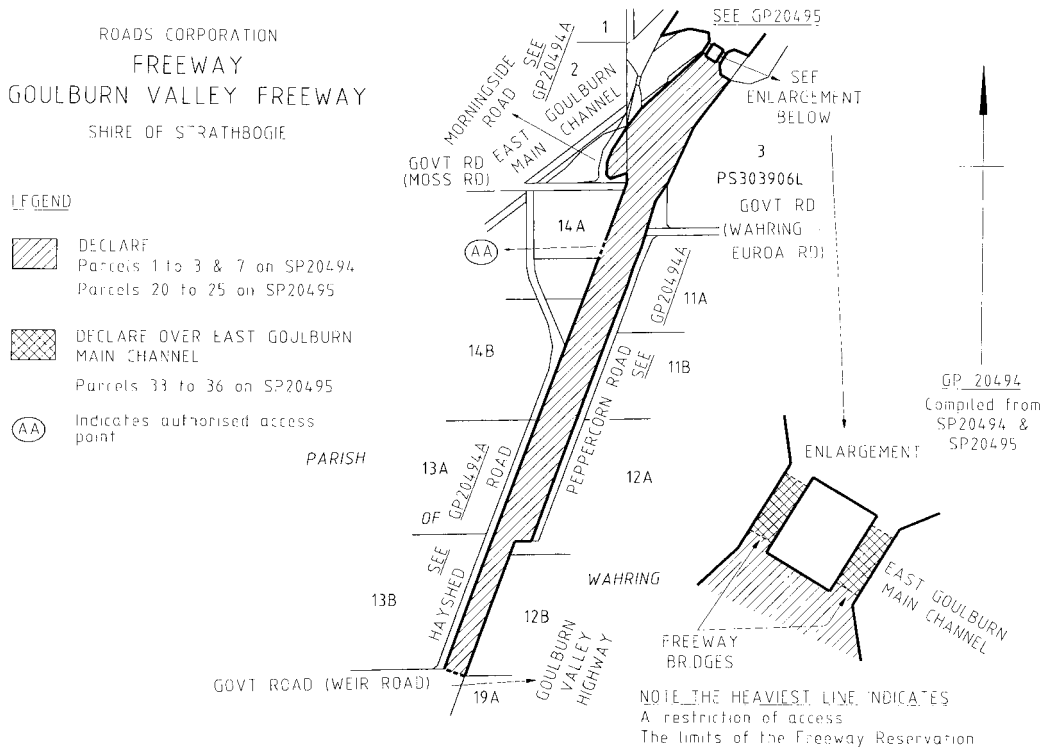 ROADS CORPORATION
FREEWAY
GOULBURN VALLEY FREEWAY
SHIRE OF STRATHBOGIE
LEGEND
DECLARE
Parcels 1 to 3 & 7 on SP20494
Parcels 20 to 25 on SP20495
DECLARE OVER EAST GOULBURN
MAIN CHANNEL
Parcels 33 to 36 on SP20495
AA
Indicates authorised access
point
SEE GP20495
1
2
SEE
GP20494A
MORNINGSIDE
ROAD
EAST MAIN
GOULBURN
CHANNEL
GOVT RD
(MOSS RD)
SEE
ENLARGEMENT
BELOW
3
PS303906L
GOVT RD
(WAHRING -
EUROA RD)
14A
AA
GP20494A
SEE
11A
14B
PEPPERCORN ROAD
11B
PARISH
13A
OF
GP20494A
SEE
HAYSHED
ROAD
12A
13B
WAHRING
12B
GOULBURN
VALLEY
HIGHWAY
GOVT ROAD (WEIR ROAD)
19A
GP 20494
Compiled from
SP20494 &
SP20495
ENLARGEMENT
EAST GOULBURN
MAIN CHANNEL
FREEWAY
BRIDGES
NOTE THE HEAVIEST LINE INDICATES
A restriction of access
The limits of the Freeway Reservation